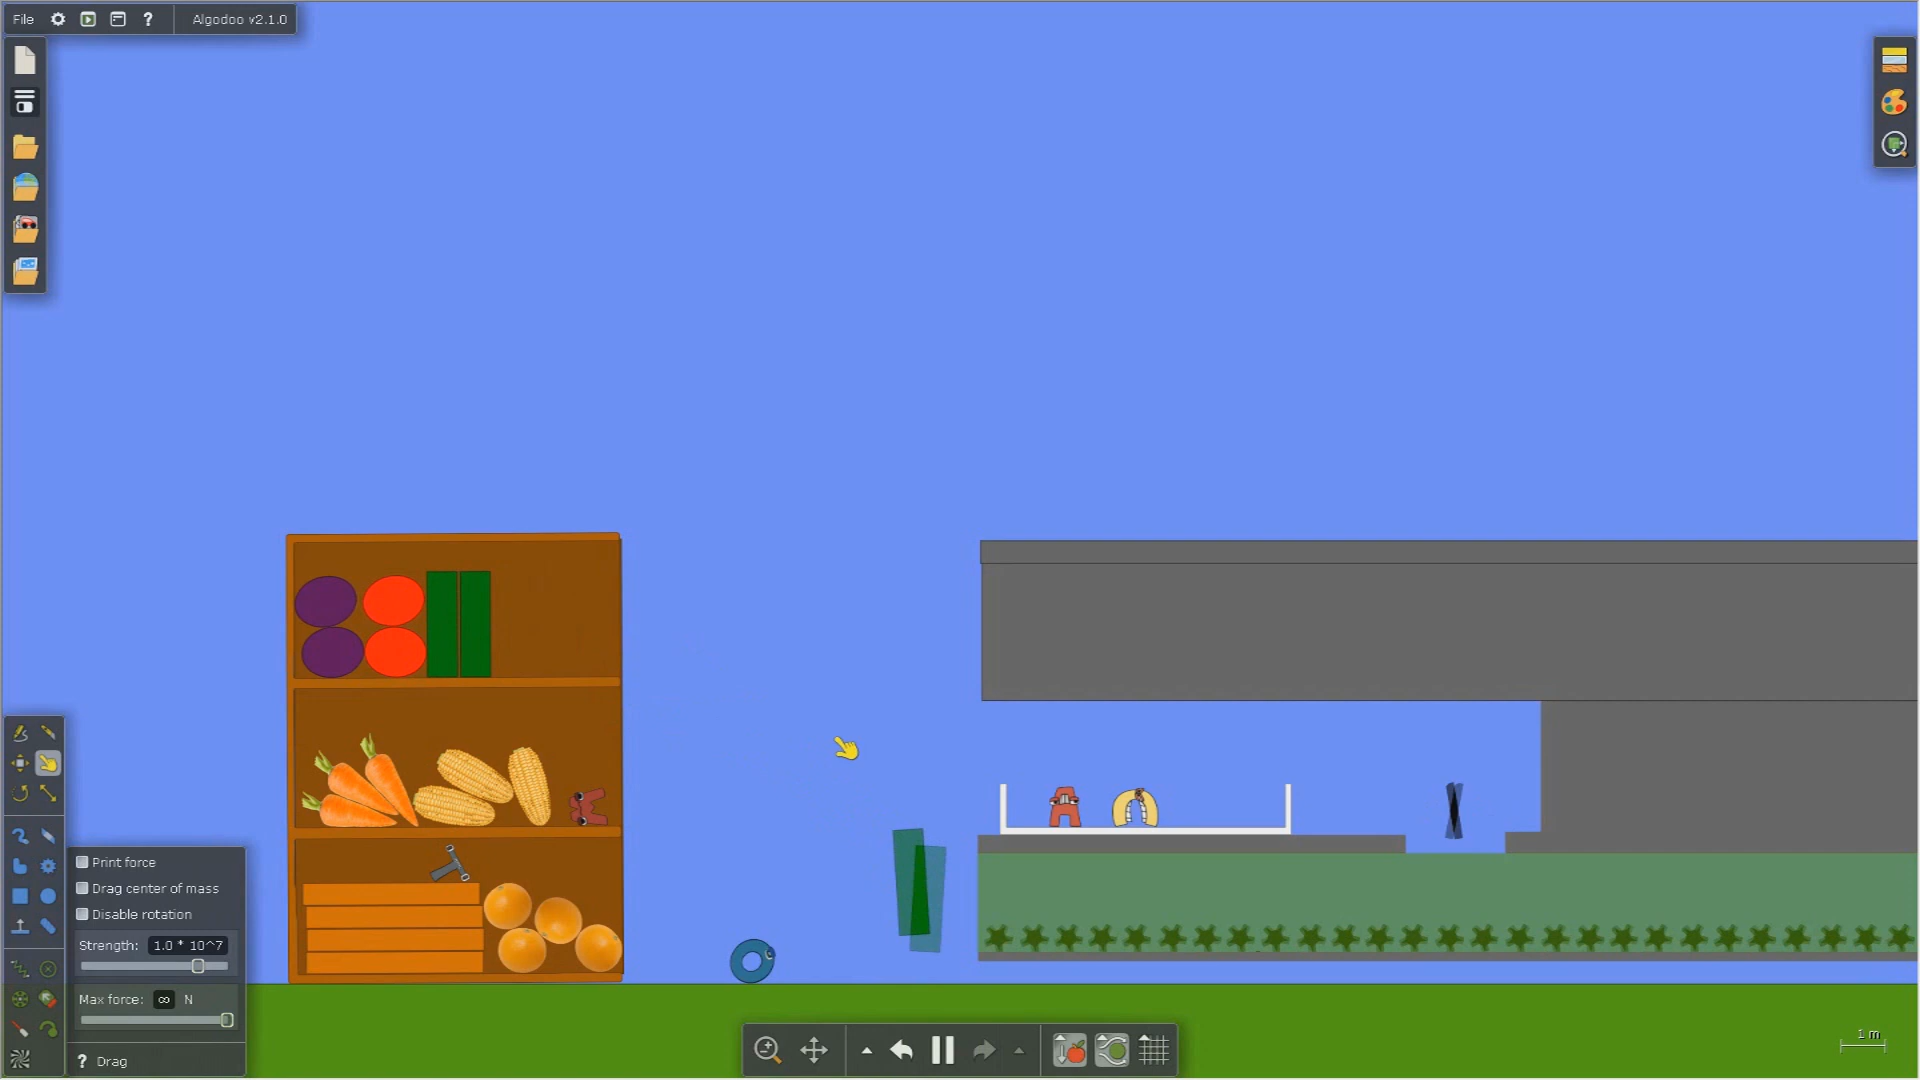 File ? Algodoo v2.1.0
Print force
Drag center of mass
Disable rotation
Strength: 1.0 * 10^7
Max force: ∞ N
? Drag
1 m